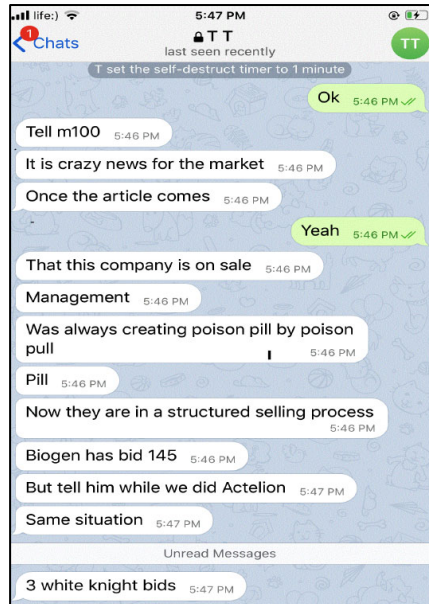 life:) 5:47 PM
1
Chats
T T
last seen recently
TT
T set the self-destruct timer to 1 minute
Ok 5:46 PM
Tell m100 5:46 PM
It is crazy news for the market 5:46 PM
Once the article comes 5:46 PM
Yeah 5:46 PM
That this company is on sale 5:46 PM
Management 5:46 PM
Was always creating poison pill by poison
pull 5:46 PM
Pill 5:46 PM
Now they are in a structured selling process
5:46 PM
Biogen has bid 145 5:46 PM
But tell him while we did Actelion 5:47 PM
Same situation 5:47 PM
Unread Messages
3 white knight bids 5:47 PM